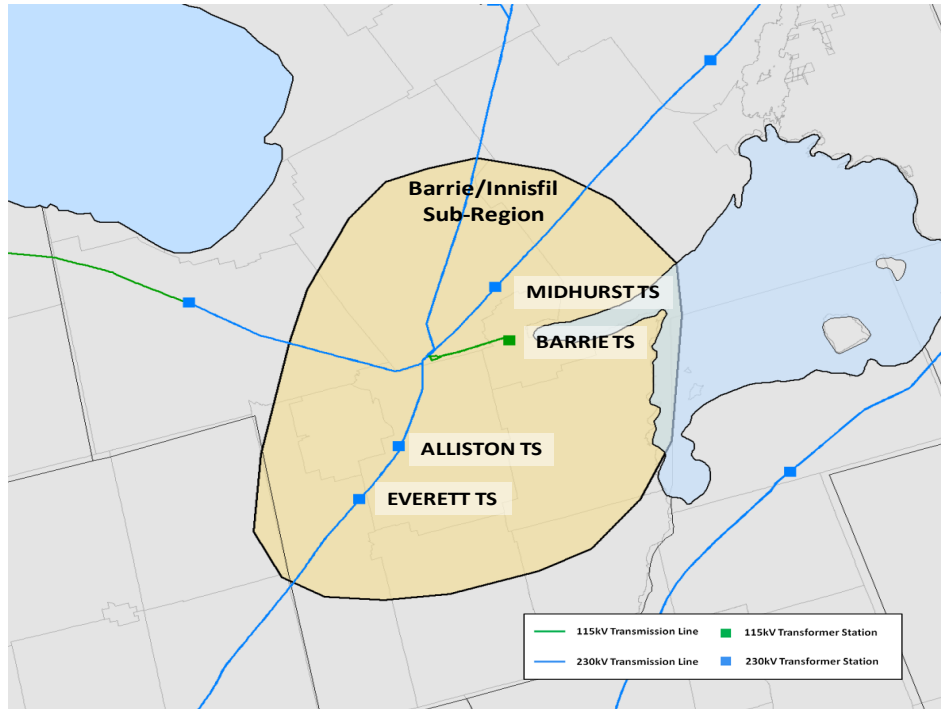 Barrie/Innisfil
Sub-Region
MIDHURST TS
BARRIE TS
ALLISTON TS
EVERETT TS
115kV Transmission Line
115kV Transformer Station
230kV Transmission Line
230kV Transformer Station